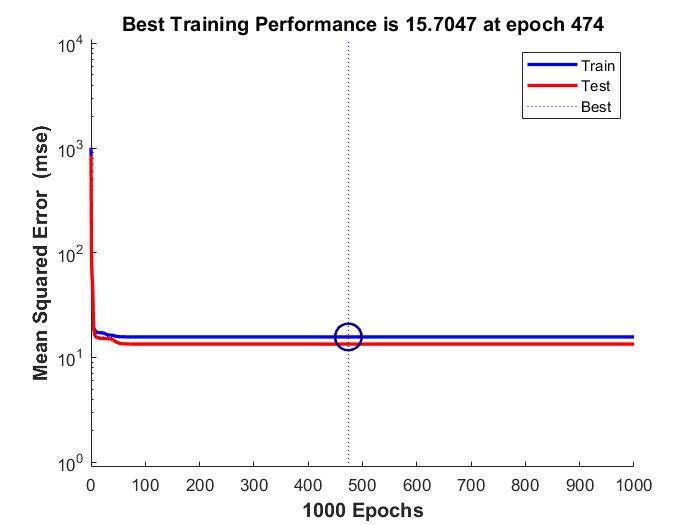 Best Training Performance is 15.7047 at epoch 474
10^4
10^3
10^2
10^1
10^0
Mean Squared Error (mse)
Train
Test
Best
0 100 200 300 400 500 600 700 800 900 1000
1000 Epochs